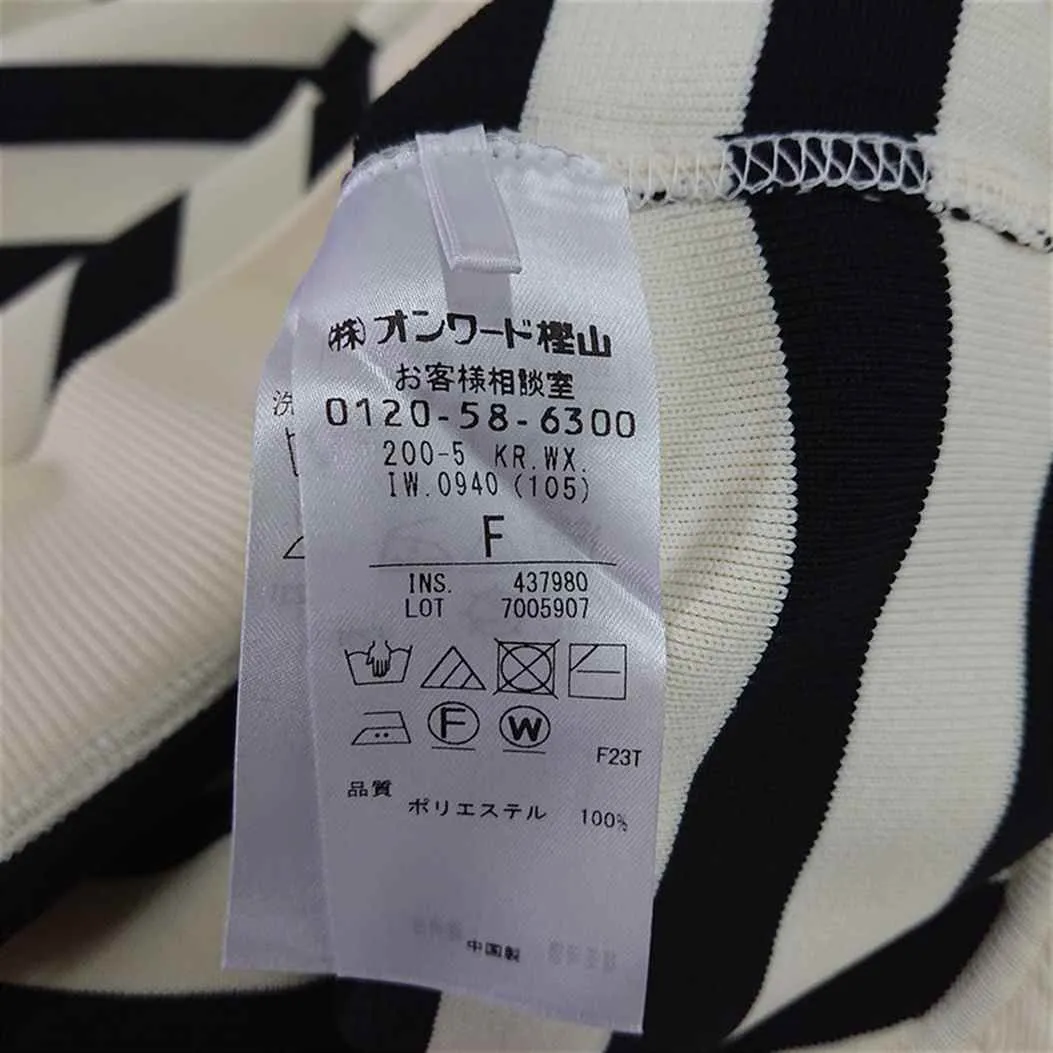 (株)オンワード樫山
お客様相談室
0120-58-6300
200-5 KR.WX.
IW.0940 (105)
F
INS. 437980
LOT 7005907
F W
F23T
品質
ポリエステル 100%
中国製
洗